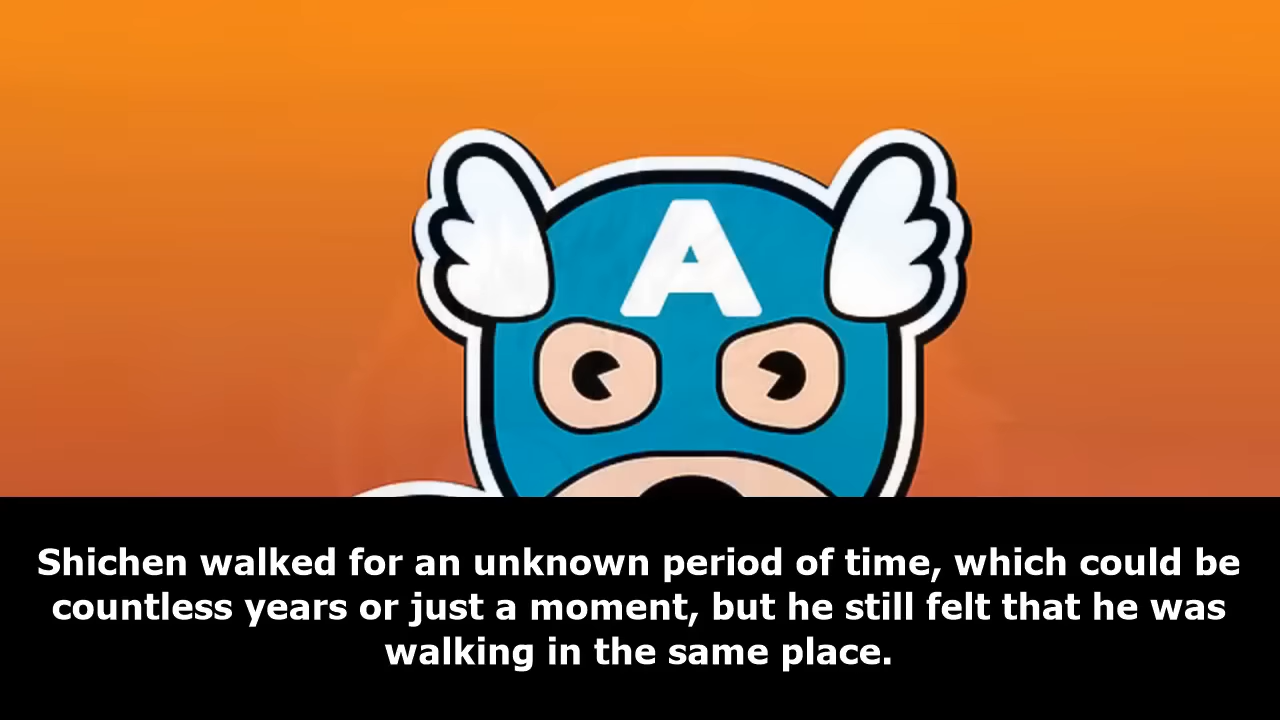 A
Shichen walked for an unknown period of time, which could be
countless years or just a moment, but he still felt that he was
walking in the same place.